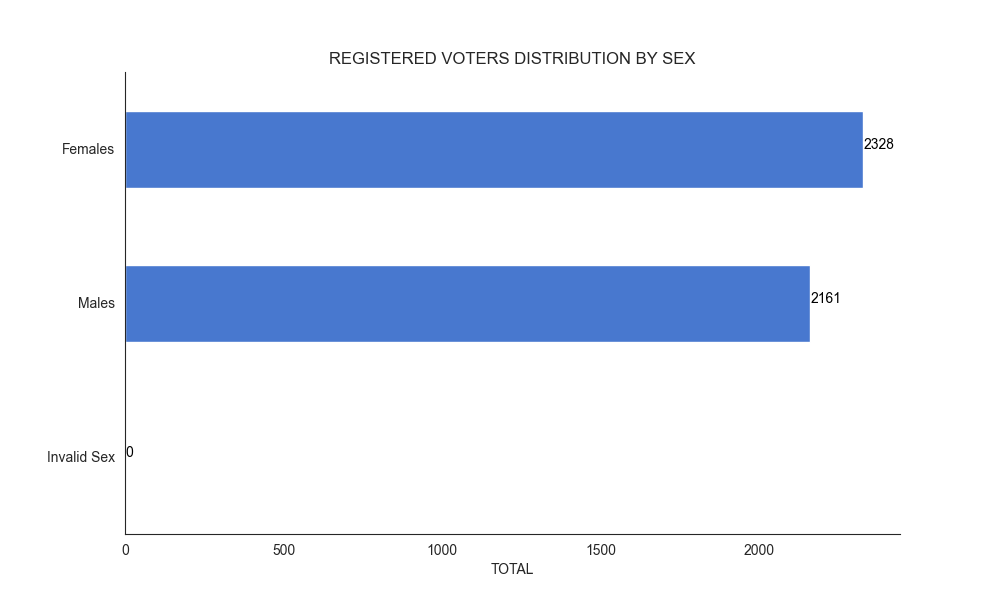 REGISTERED VOTERS DISTRIBUTION BY SEX
Females
2328
Males
2161
Invalid Sex
0
0 500 1000 1500 2000
TOTAL